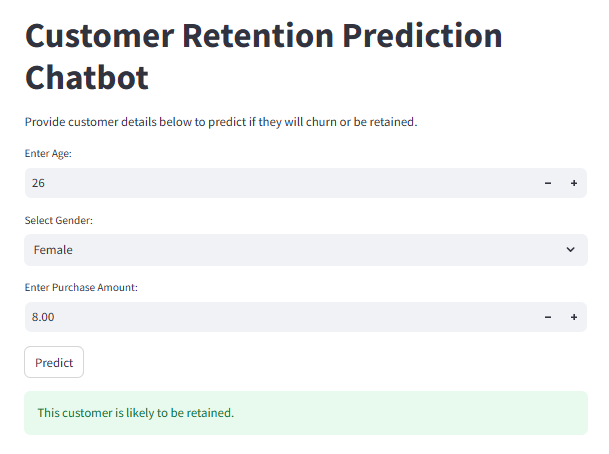 Customer Retention Prediction
Chatbot
Provide customer details below to predict if they will churn or be retained.
Enter Age:
26
Select Gender:
Female
Enter Purchase Amount:
8.00
Predict
This customer is likely to be retained.